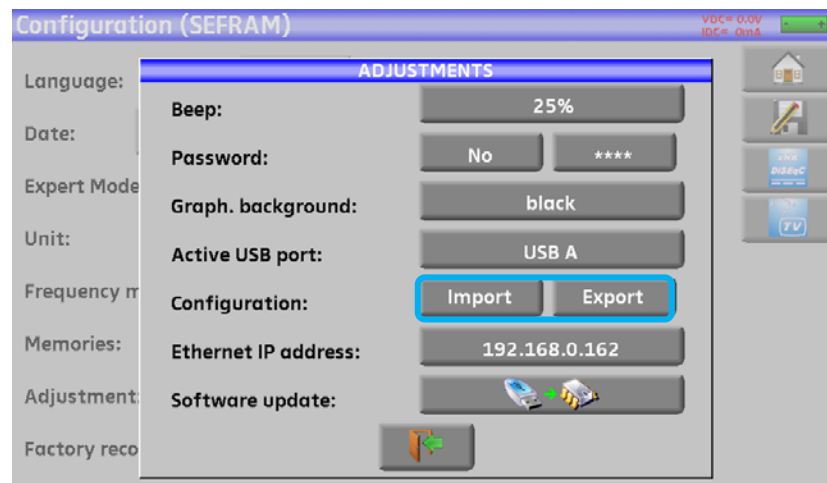 Configuration (SEFRAM)
VDC= 0.0V
IDC= 0mA
- +
Language:
Date:
Expert Mode
Unit:
Frequency m
Memories:
Adjustment:
Factory reco
ADJUSTMENTS
Beep: 25%
Password: No ****
Graph. background: black
Active USB port: USB A
Configuration: Import Export
Ethernet IP address: 192.168.0.162
Software update:
LNB
DiSEqC
TV